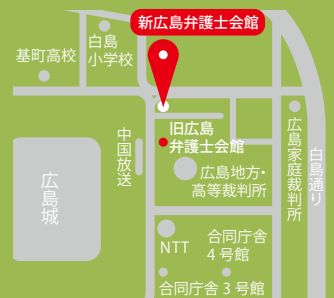 新広島弁護士会館
白島
小学校
基町高校
旧広島
弁護士会館
中国放送
広島家庭裁判所
白島通り
広島地方・
高等裁判所
広島城
NTT
合同庁舎
4号館
合同庁舎3号館